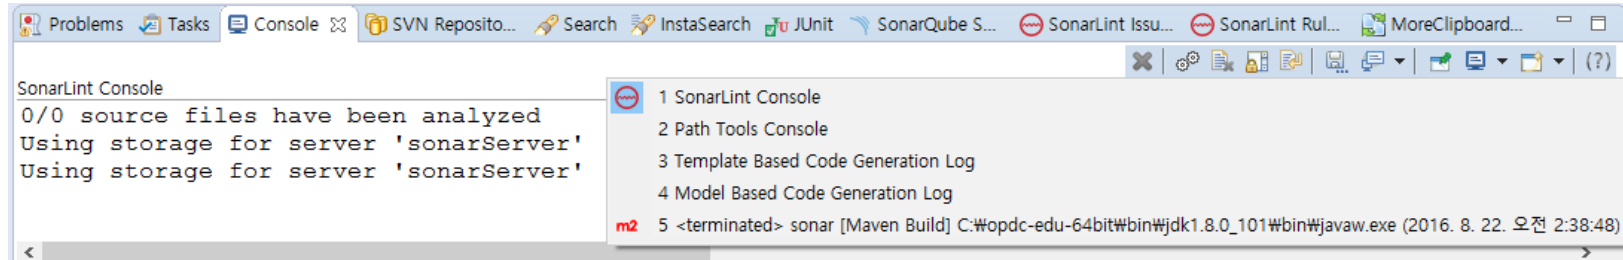 Problems Tasks Console SVN Reposito... Search InstaSearch JUnit SonarQube S... SonarLint Issu... SonarLint Rul... MoreClipboard...
(?)
SonarLint Console
0/0 source files have been analyzed
Using storage for server 'sonarServer'
Using storage for server 'sonarServer'
1 SonarLint Console
2 Path Tools Console
3 Template Based Code Generation Log
4 Model Based Code Generation Log
m2 5 <terminated> sonar [Maven Build] C:₩opdc-edu-64bit₩bin₩jdk1.8.0_101₩bin₩javaw.exe (2016. 8. 22. 오전 2:38:48)